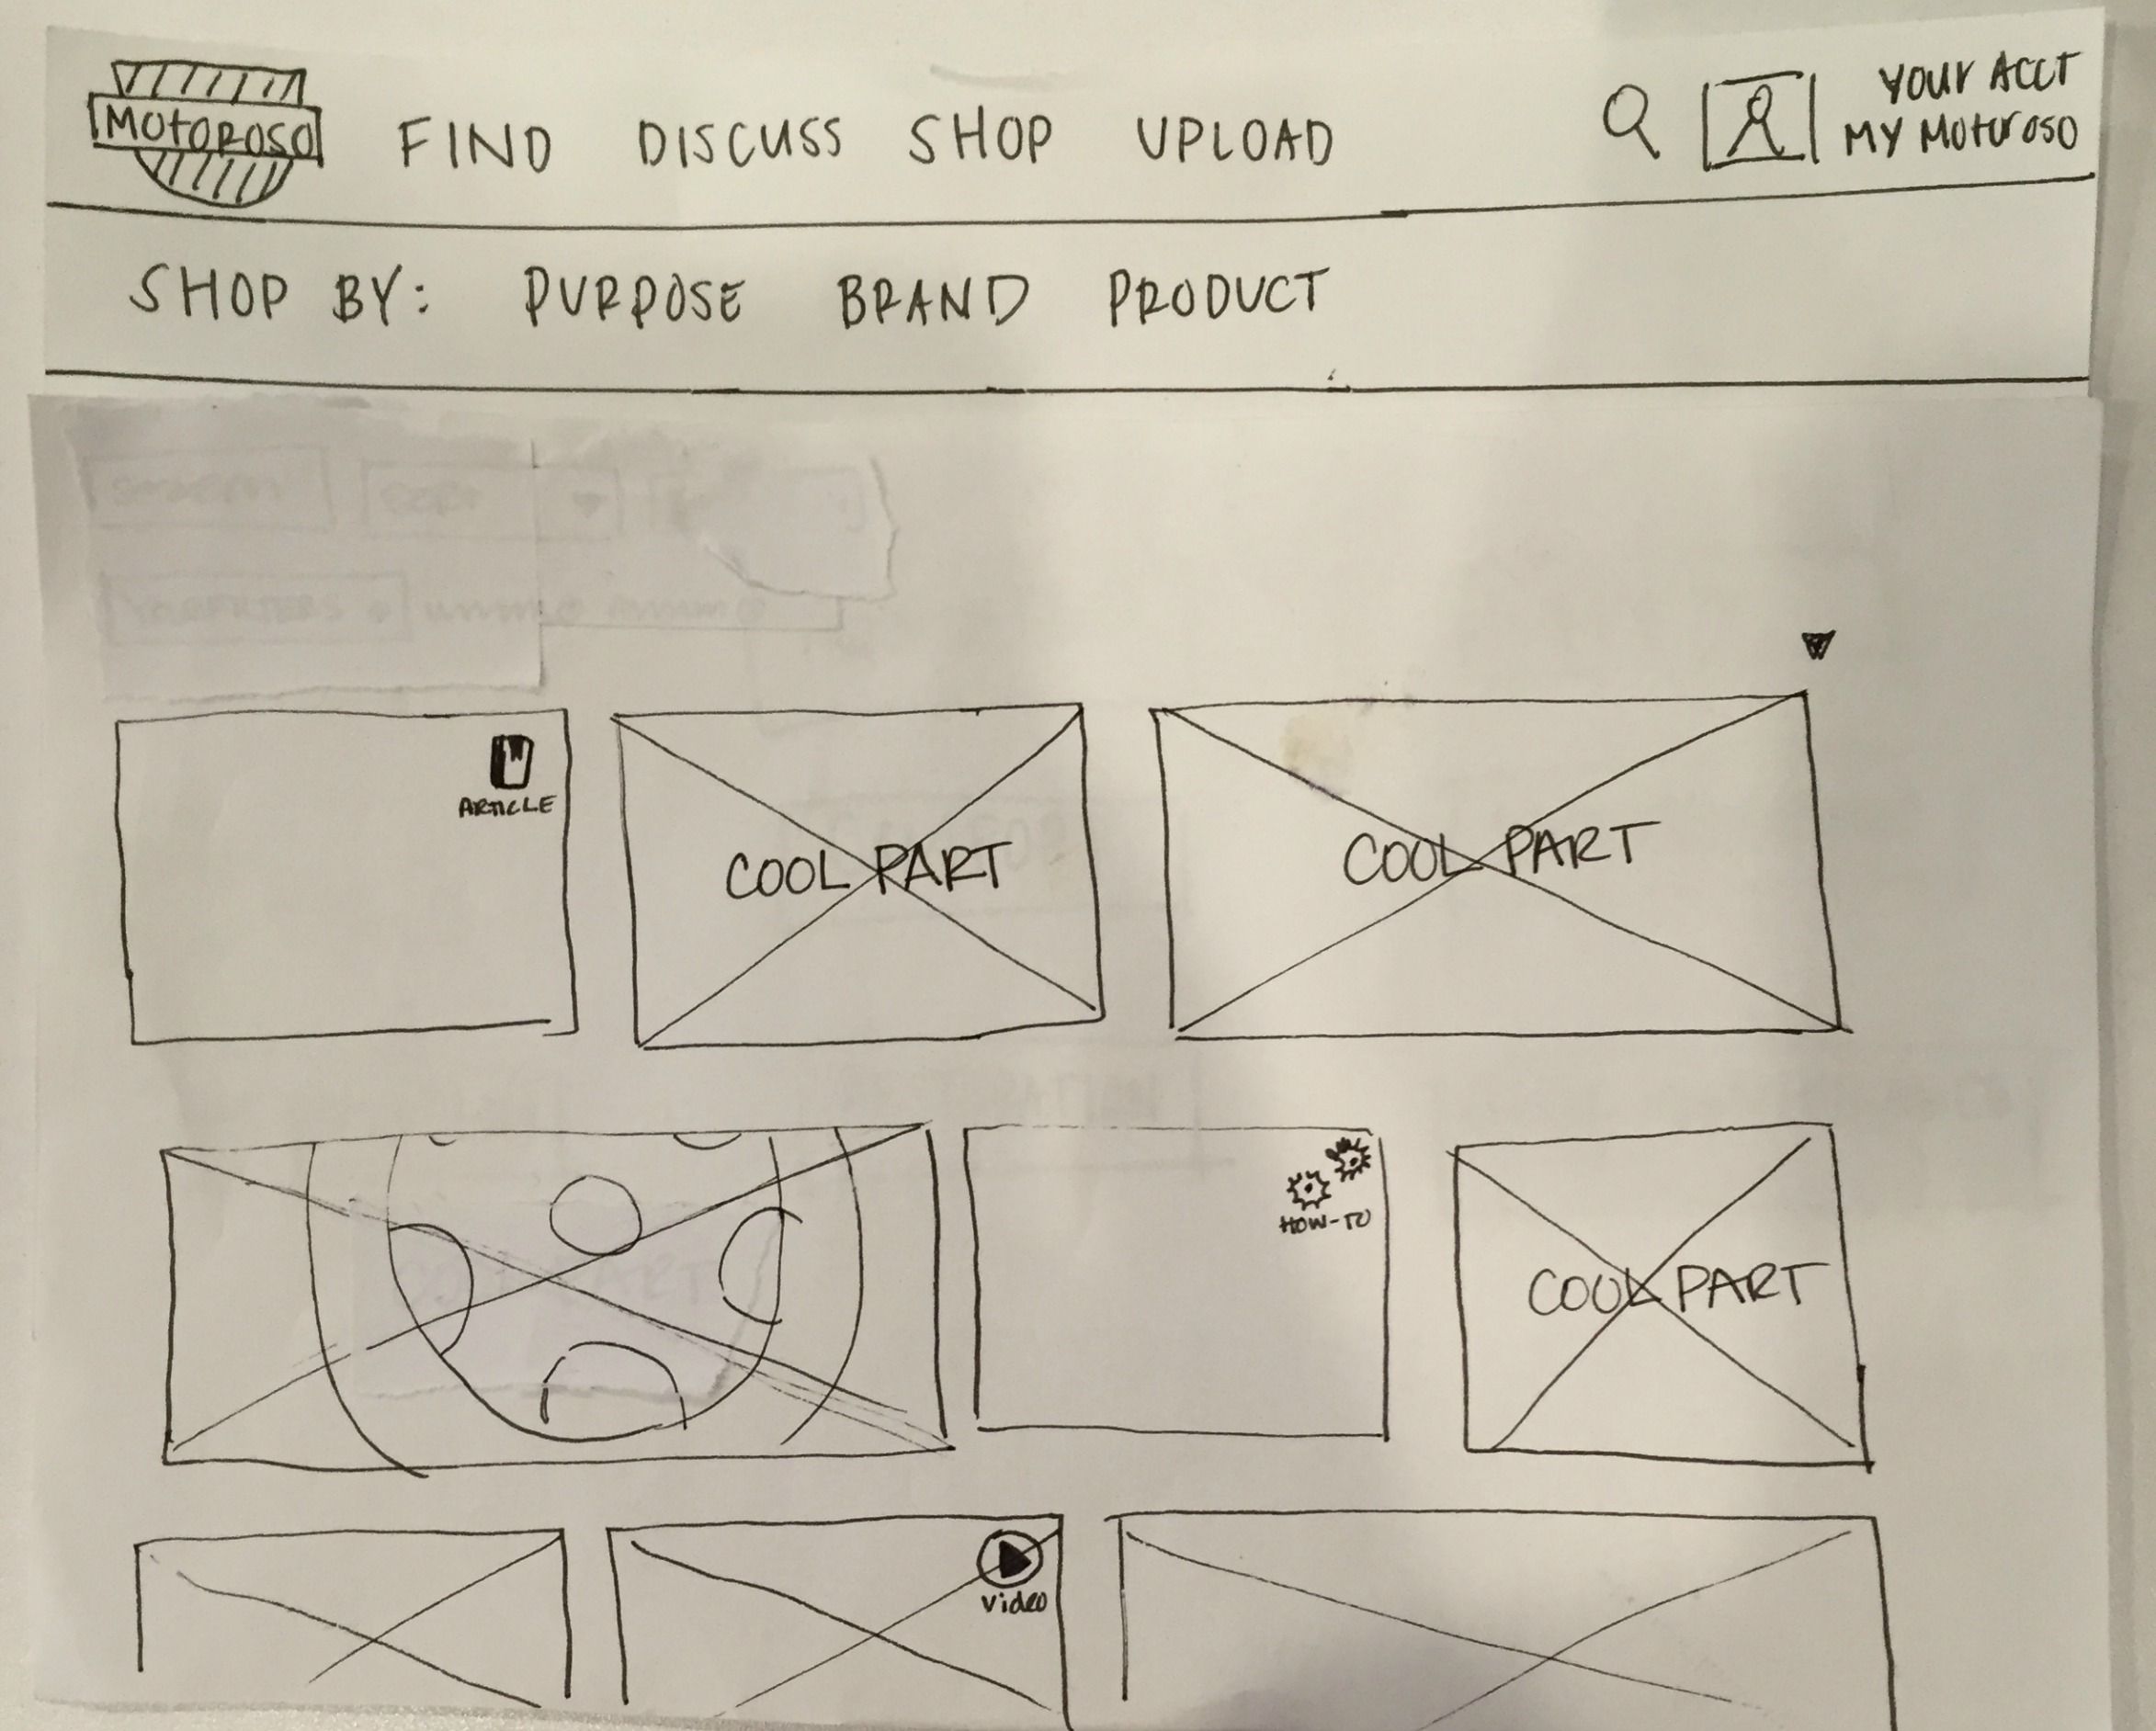 MOTOROSO
FIND DISCUSS SHOP UPLOAD
YOUR ACCT
MY MOTOROSO
SHOP BY: PURPOSE BRAND PRODUCT
ARTICLE
COOL PART
COOL PART
HOW-TO
COOL PART
Video